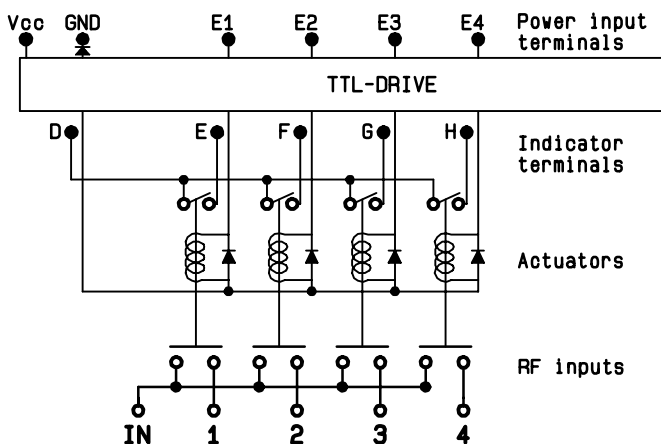 Vcc GND E1 E2 E3 E4 Power input
terminals
TTL-DRIVE
D E F G H Indicator
terminals
Actuators
RF inputs
IN 1 2 3 4